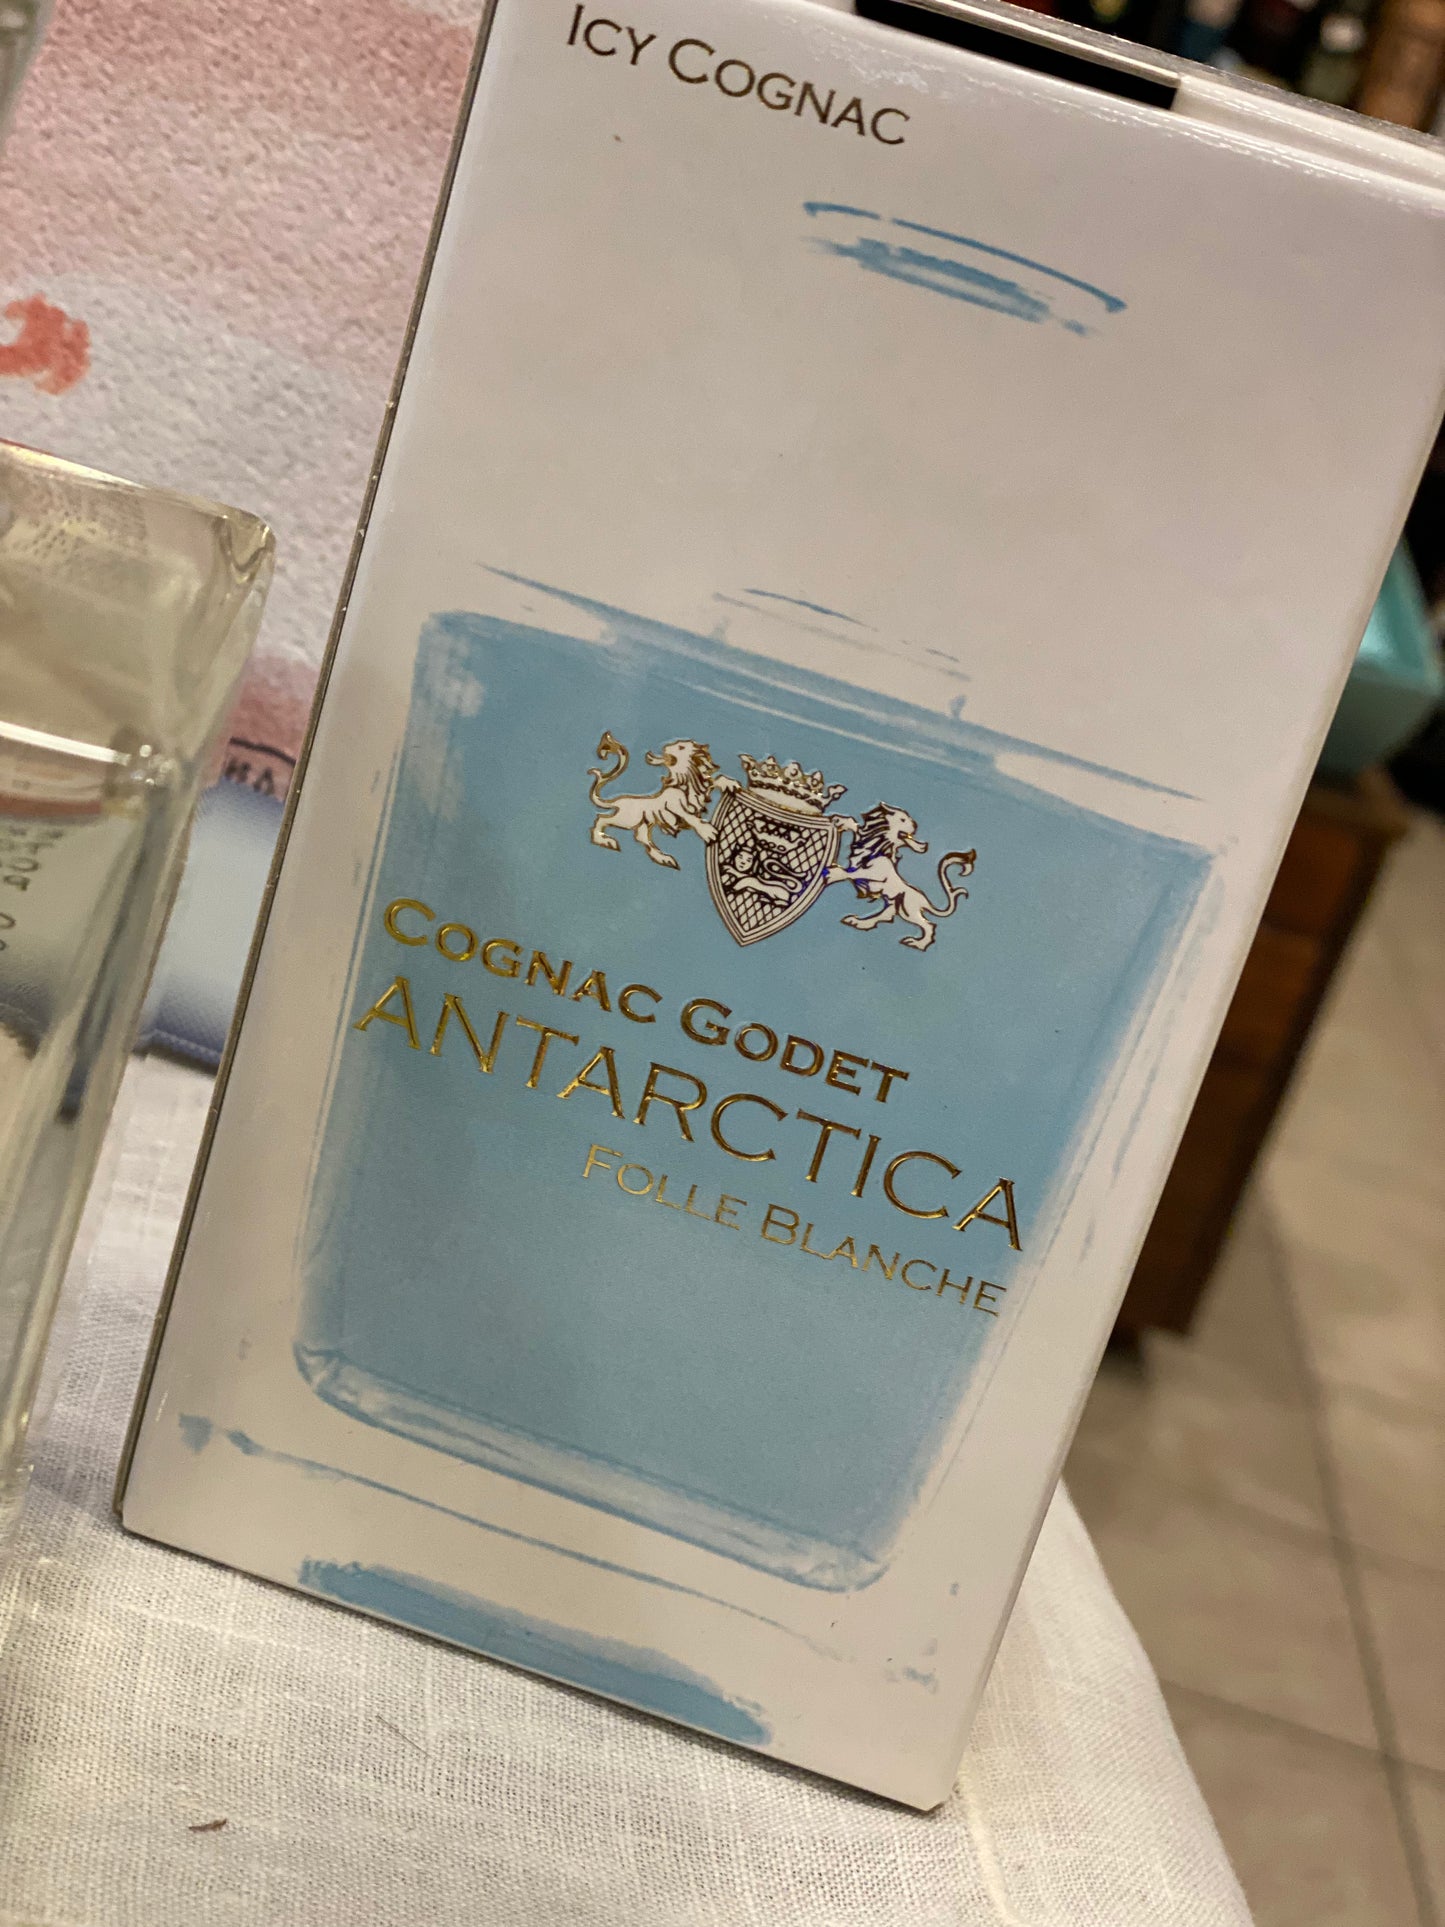 ICY COGNAC
COGNAC GODET
ANTARCTICA
FOLLE BLANCHE